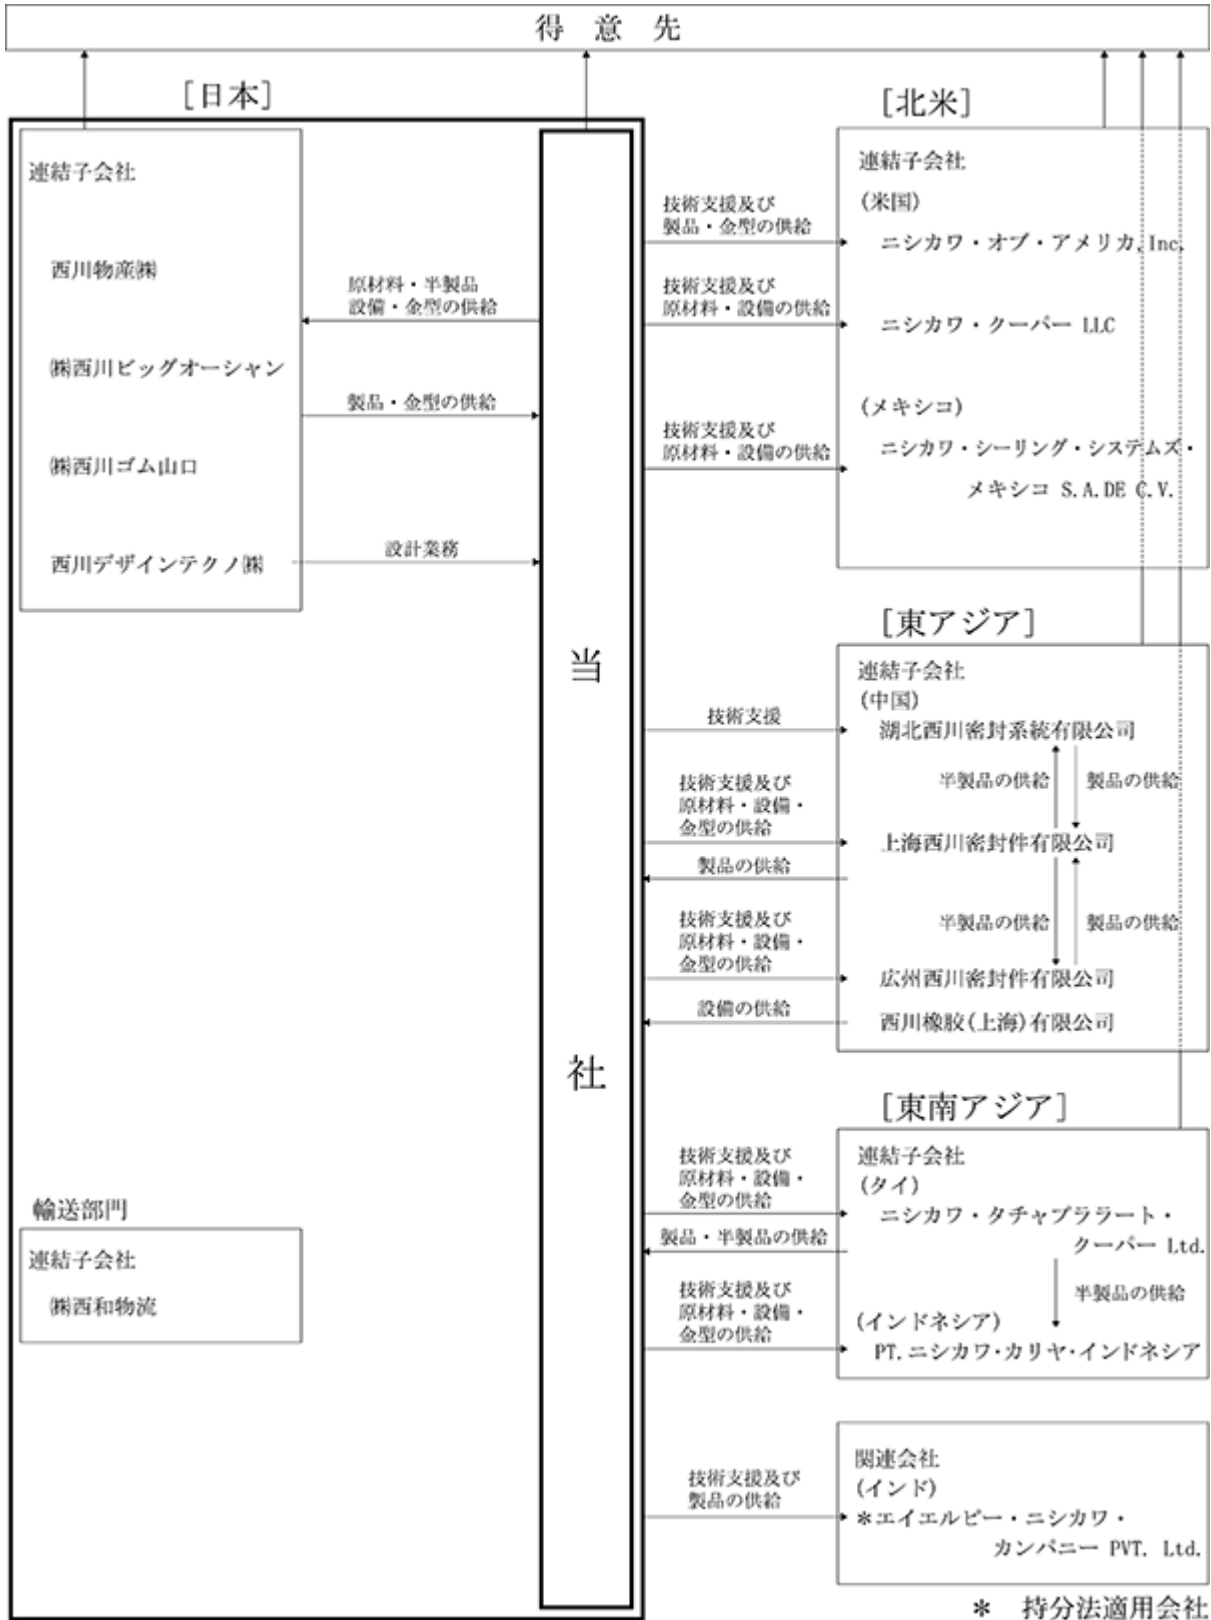 得意先
[日本]
連結子会社
西川物産㈱
㈱西川ビッグオーシャン
㈱西川ゴム山口
西川デザインテクノ㈱
原材料・半製品
設備・金型の供給
製品・金型の供給
設計業務
輸送部門
連結子会社
㈱西和物流
当社
[北米]
連結子会社
(米国)
技術支援及び
製品・金型の供給
ニシカワ・オブ・アメリカ,Inc.
技術支援及び
原材料・設備の供給
ニシカワ・クーパー LLC
(メキシコ)
技術支援及び
原材料・設備の供給
ニシカワ・シーリング・システムズ・
メキシコ S.A.DE C.V.
[東アジア]
連結子会社
(中国)
技術支援
湖北西川密封系統有限公司
半製品の供給
製品の供給
技術支援及び
原材料・設備・
金型の供給
上海西川密封件有限公司
製品の供給
半製品の供給
製品の供給
技術支援及び
原材料・設備・
金型の供給
広州西川密封件有限公司
設備の供給
西川橡胶(上海)有限公司
[東南アジア]
連結子会社
(タイ)
技術支援及び
原材料・設備・
金型の供給
ニシカワ・タチャプララート・
クーパー Ltd.
製品・半製品の供給
半製品の供給
技術支援及び
原材料・設備・
金型の供給
(インドネシア)
PT.ニシカワ・カリヤ・インドネシア
関連会社
(インド)
技術支援及び
製品の供給
*エイエルピー・ニシカワ・
カンパニー PVT. Ltd.
* 持分法適用会社